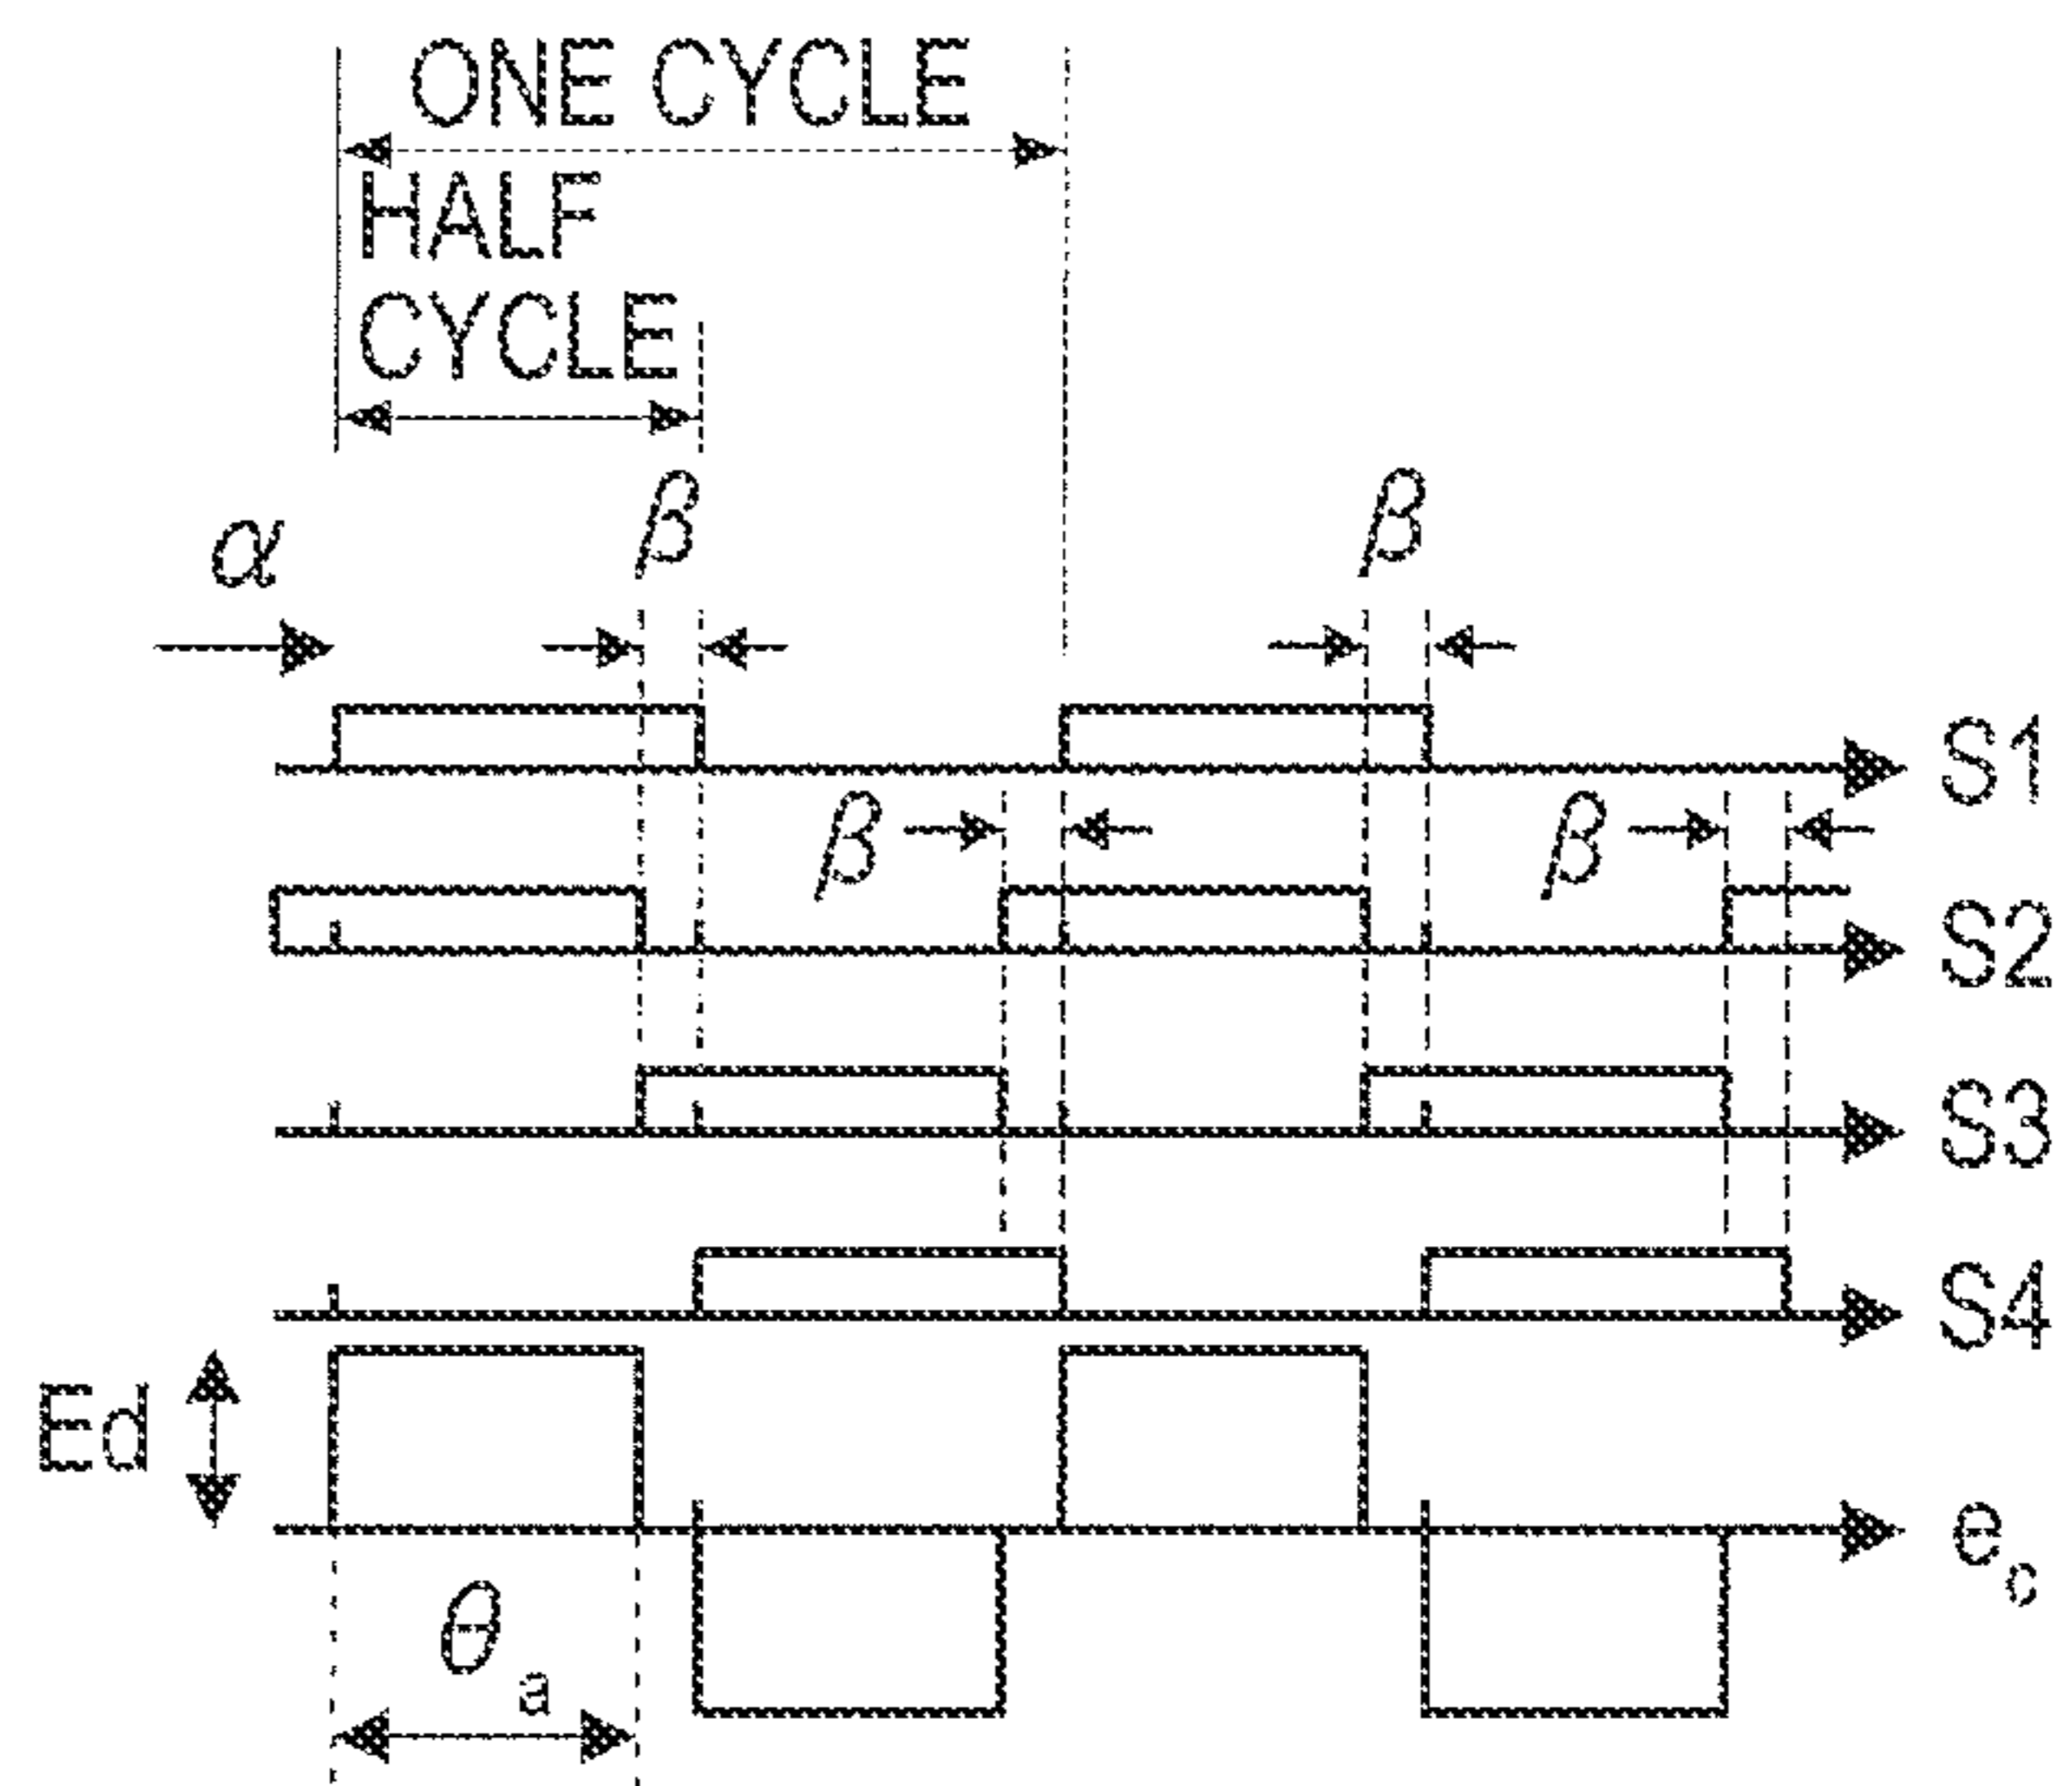 ONE CYCLE
HALF
CYCLE
α
β
β
S1
β
β
S2
S3
S4
Ed
e c
θ a